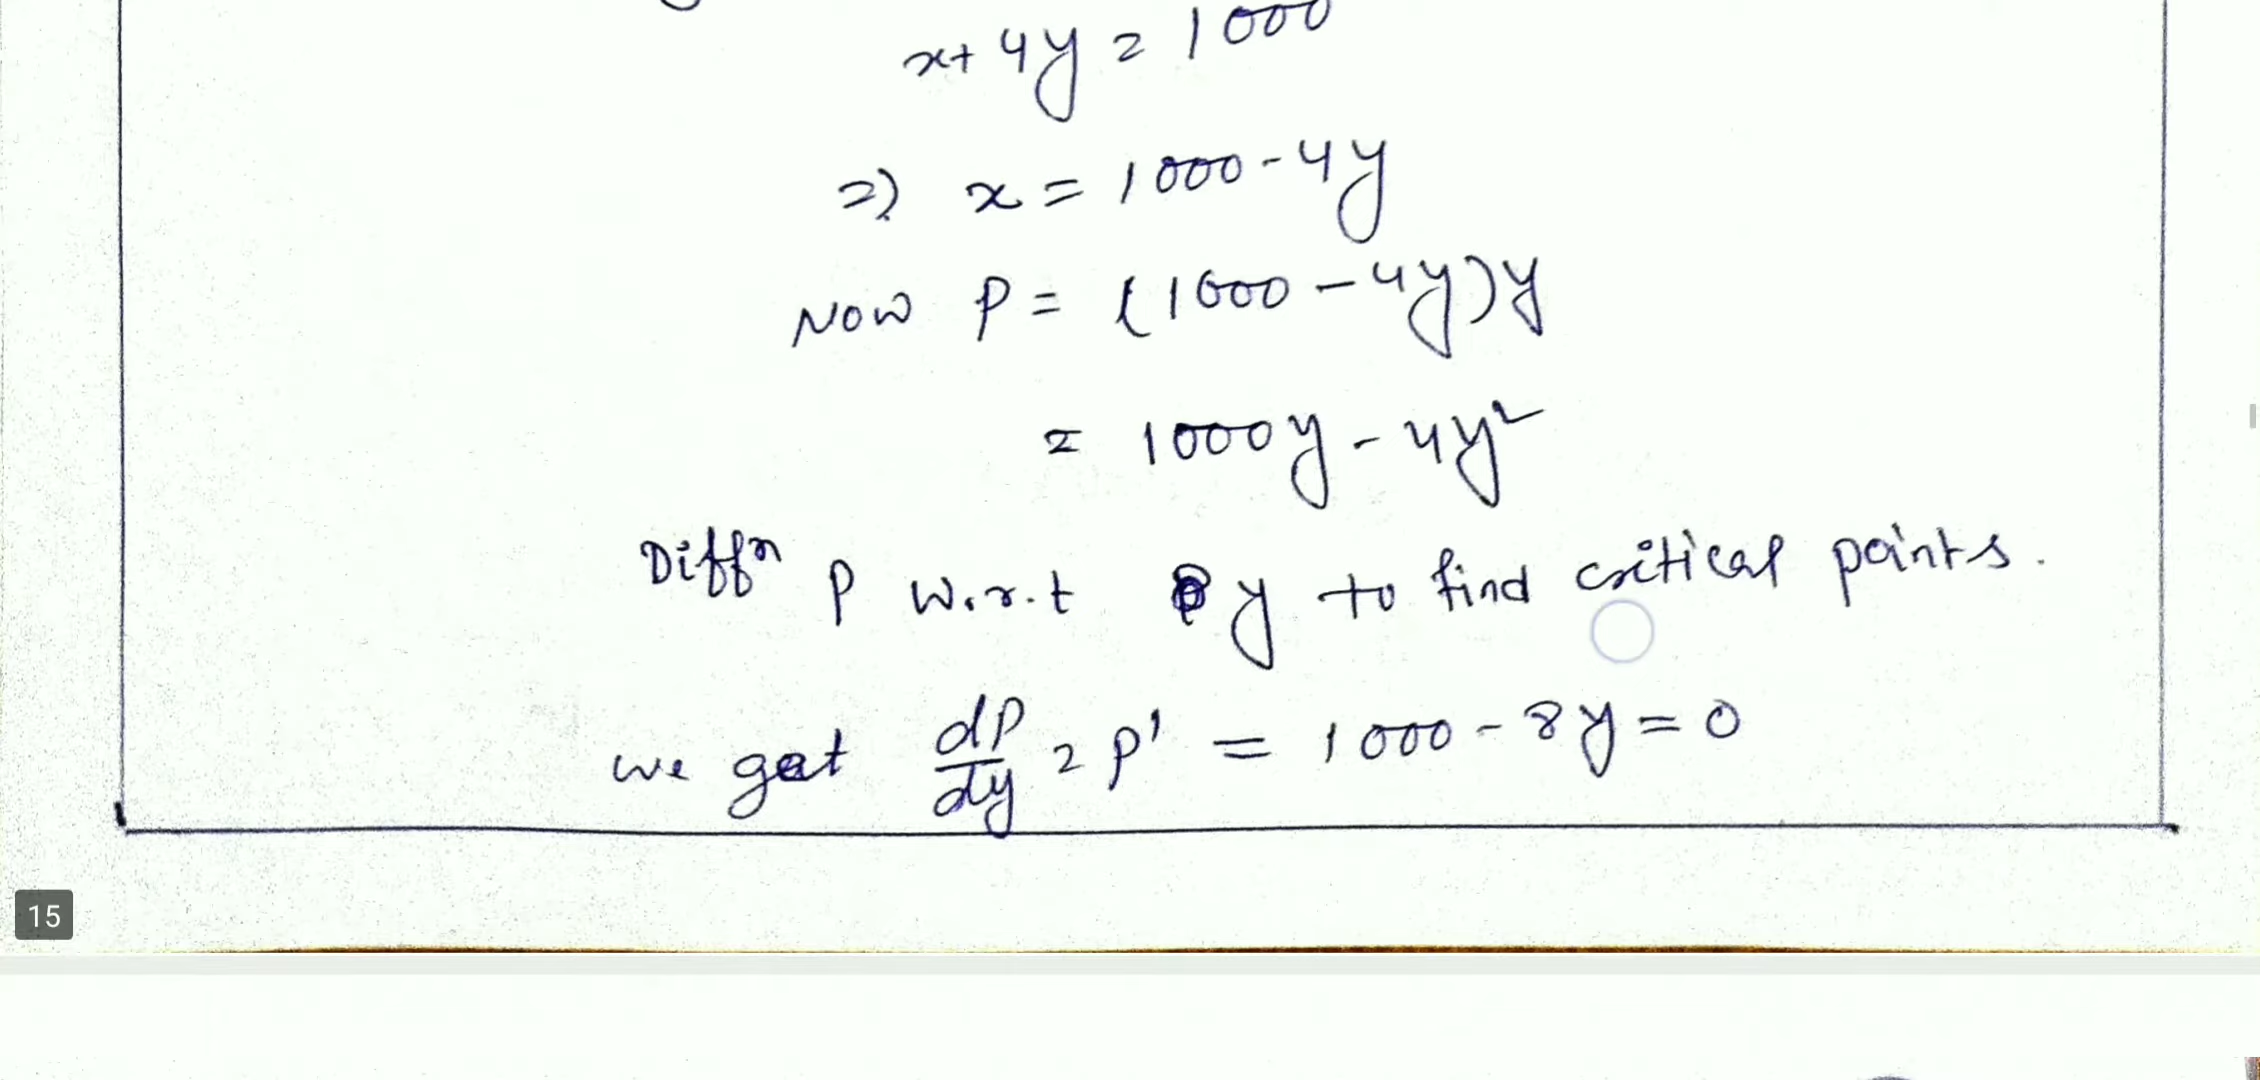 x + 4y = 1000
=) x = 1000 - 4y
Now P = (1000 - 4y)y
= 1000y - 4y²
Diffn P w.r.t y to find critical points.
we get dP/dy = P' = 1000 - 8y = 0
15